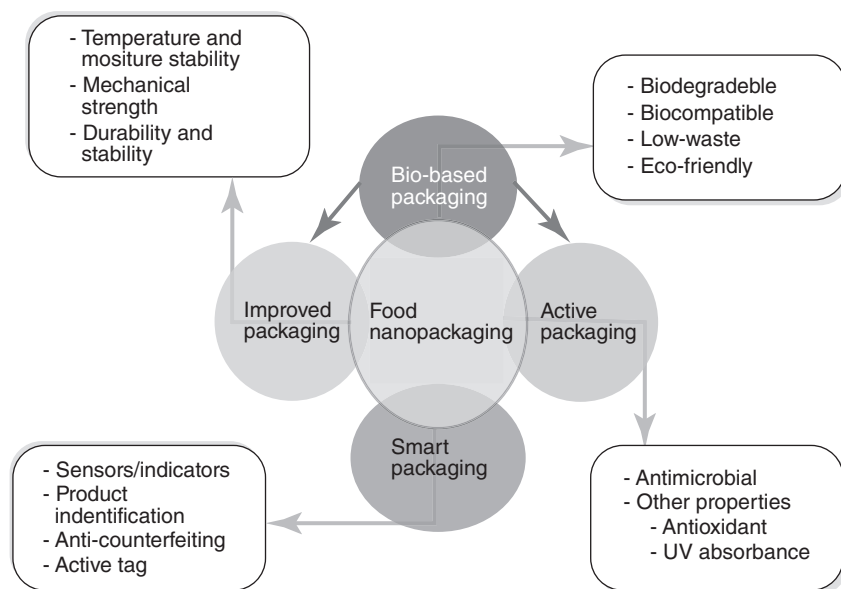 - Temperature and
mositure stability
- Mechanical
strength
- Durability and
stability
- Biodegradeble
- Biocompatible
- Low-waste
- Eco-friendly
Bio-based
packaging
Improved
packaging
Food
nanopackaging
Active
packaging
Smart
packaging
- Sensors/indicators
- Product
indentification
- Anti-counterfeiting
- Active tag
- Antimicrobial
- Other properties
- Antioxidant
- UV absorbance